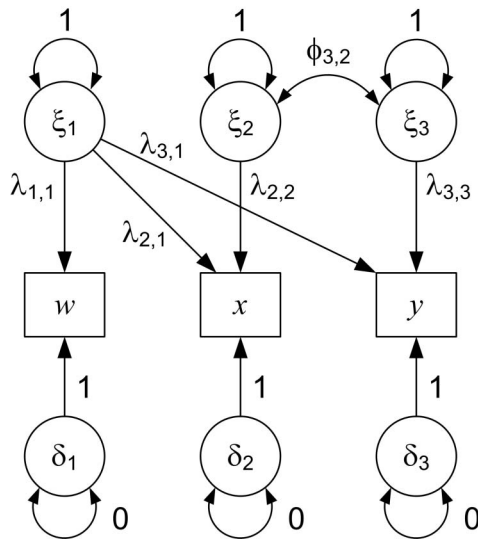 1 1 ϕ3,2 1
ξ1 ξ2 ξ3
λ3,1
λ1,1 λ2,2 λ3,3
λ2,1
w x y
1 1 1
δ1 δ2 δ3
0 0 0